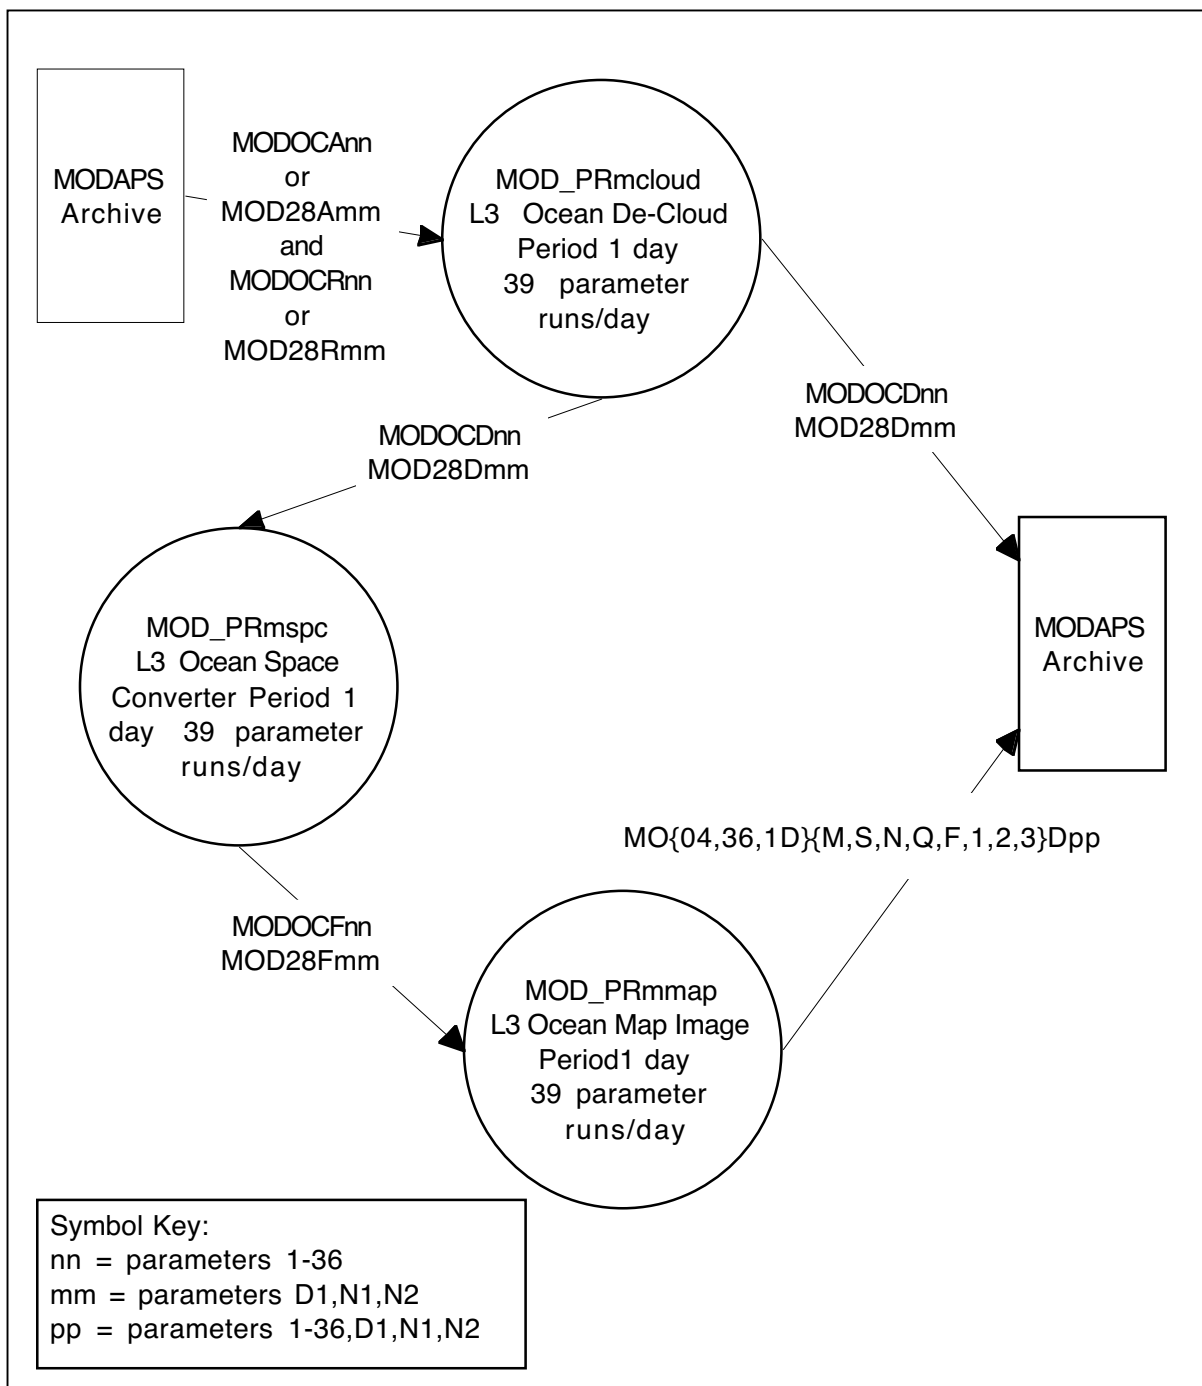 MODAPS
Archive
MODOCAnn
or
MOD28Amm
and
MODOCRnn
or
MOD28Rmm
MOD_PRmcloud
L3 Ocean De-Cloud
Period 1 day
39 parameter
runs/day
MODOCDnn
MOD28Dmm
MODOCDnn
MOD28Dmm
MOD_PRmspc
L3 Ocean Space
Converter Period 1
day 39 parameter
runs/day
MODAPS
Archive
MO{04,36,1D}{M,S,N,Q,F,1,2,3}Dpp
MODOCFnn
MOD28Fmm
MOD_PRmmap
L3 Ocean Map Image
Period1 day
39 parameter
runs/day
Symbol Key:
nn = parameters 1-36
mm = parameters D1,N1,N2
pp = parameters 1-36,D1,N1,N2